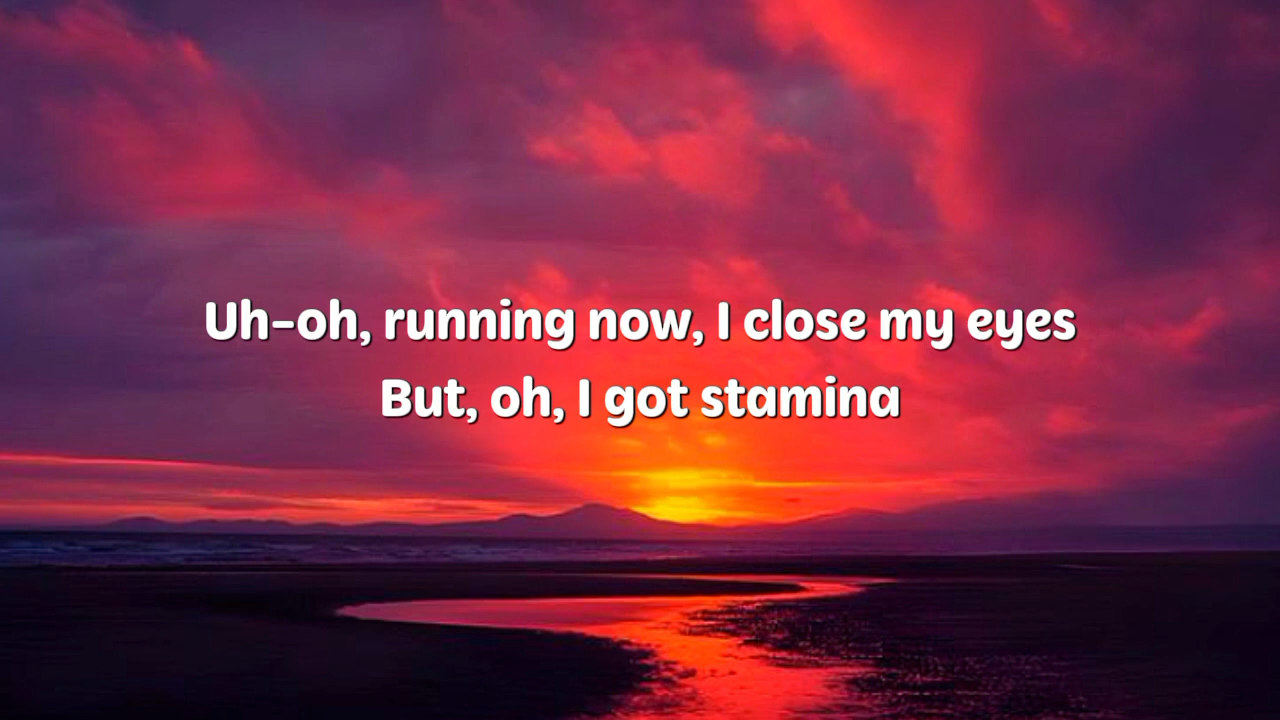 Uh-oh, running now, I close my eyes
But, oh, I got stamina